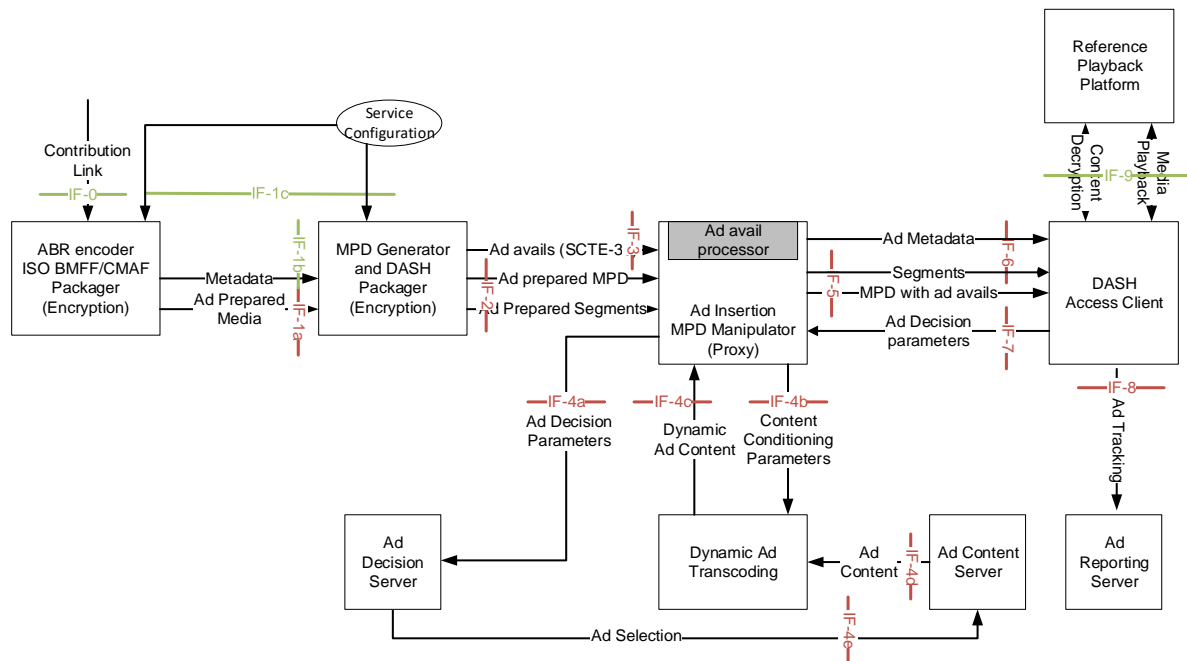 Reference
Playback
Platform
Service
Configuration
Contribution
Link
Content
Decryption
Media
Playback
IF-0
IF-1c
IF-9
ABR encoder
ISO BMFF/CMAF
Packager
(Encryption)
IF-1b
Metadata
Ad Prepared
Media
IF-1a
MPD Generator
and DASH
Packager
(Encryption)
Ad avails (SCTE-3
IF-3
Ad prepared MPD
IF-2
Ad Prepared Segments
Ad avail
processor
Ad Insertion
MPD Manipulator
(Proxy)
Ad Metadata
IF-6
Segments
IF-5
MPD with ad avails
Ad Decision
parameters
IF-7
DASH
Access Client
IF-4a
Ad Decision
Parameters
IF-4c
Dynamic
Ad Content
IF-4b
Content
Conditioning
Parameters
IF-8
Ad Tracking
Ad
Decision
Server
Dynamic Ad
Transcoding
Ad
Content
IF-4d
Ad Content
Server
Ad
Reporting
Server
Ad Selection
IF-4e